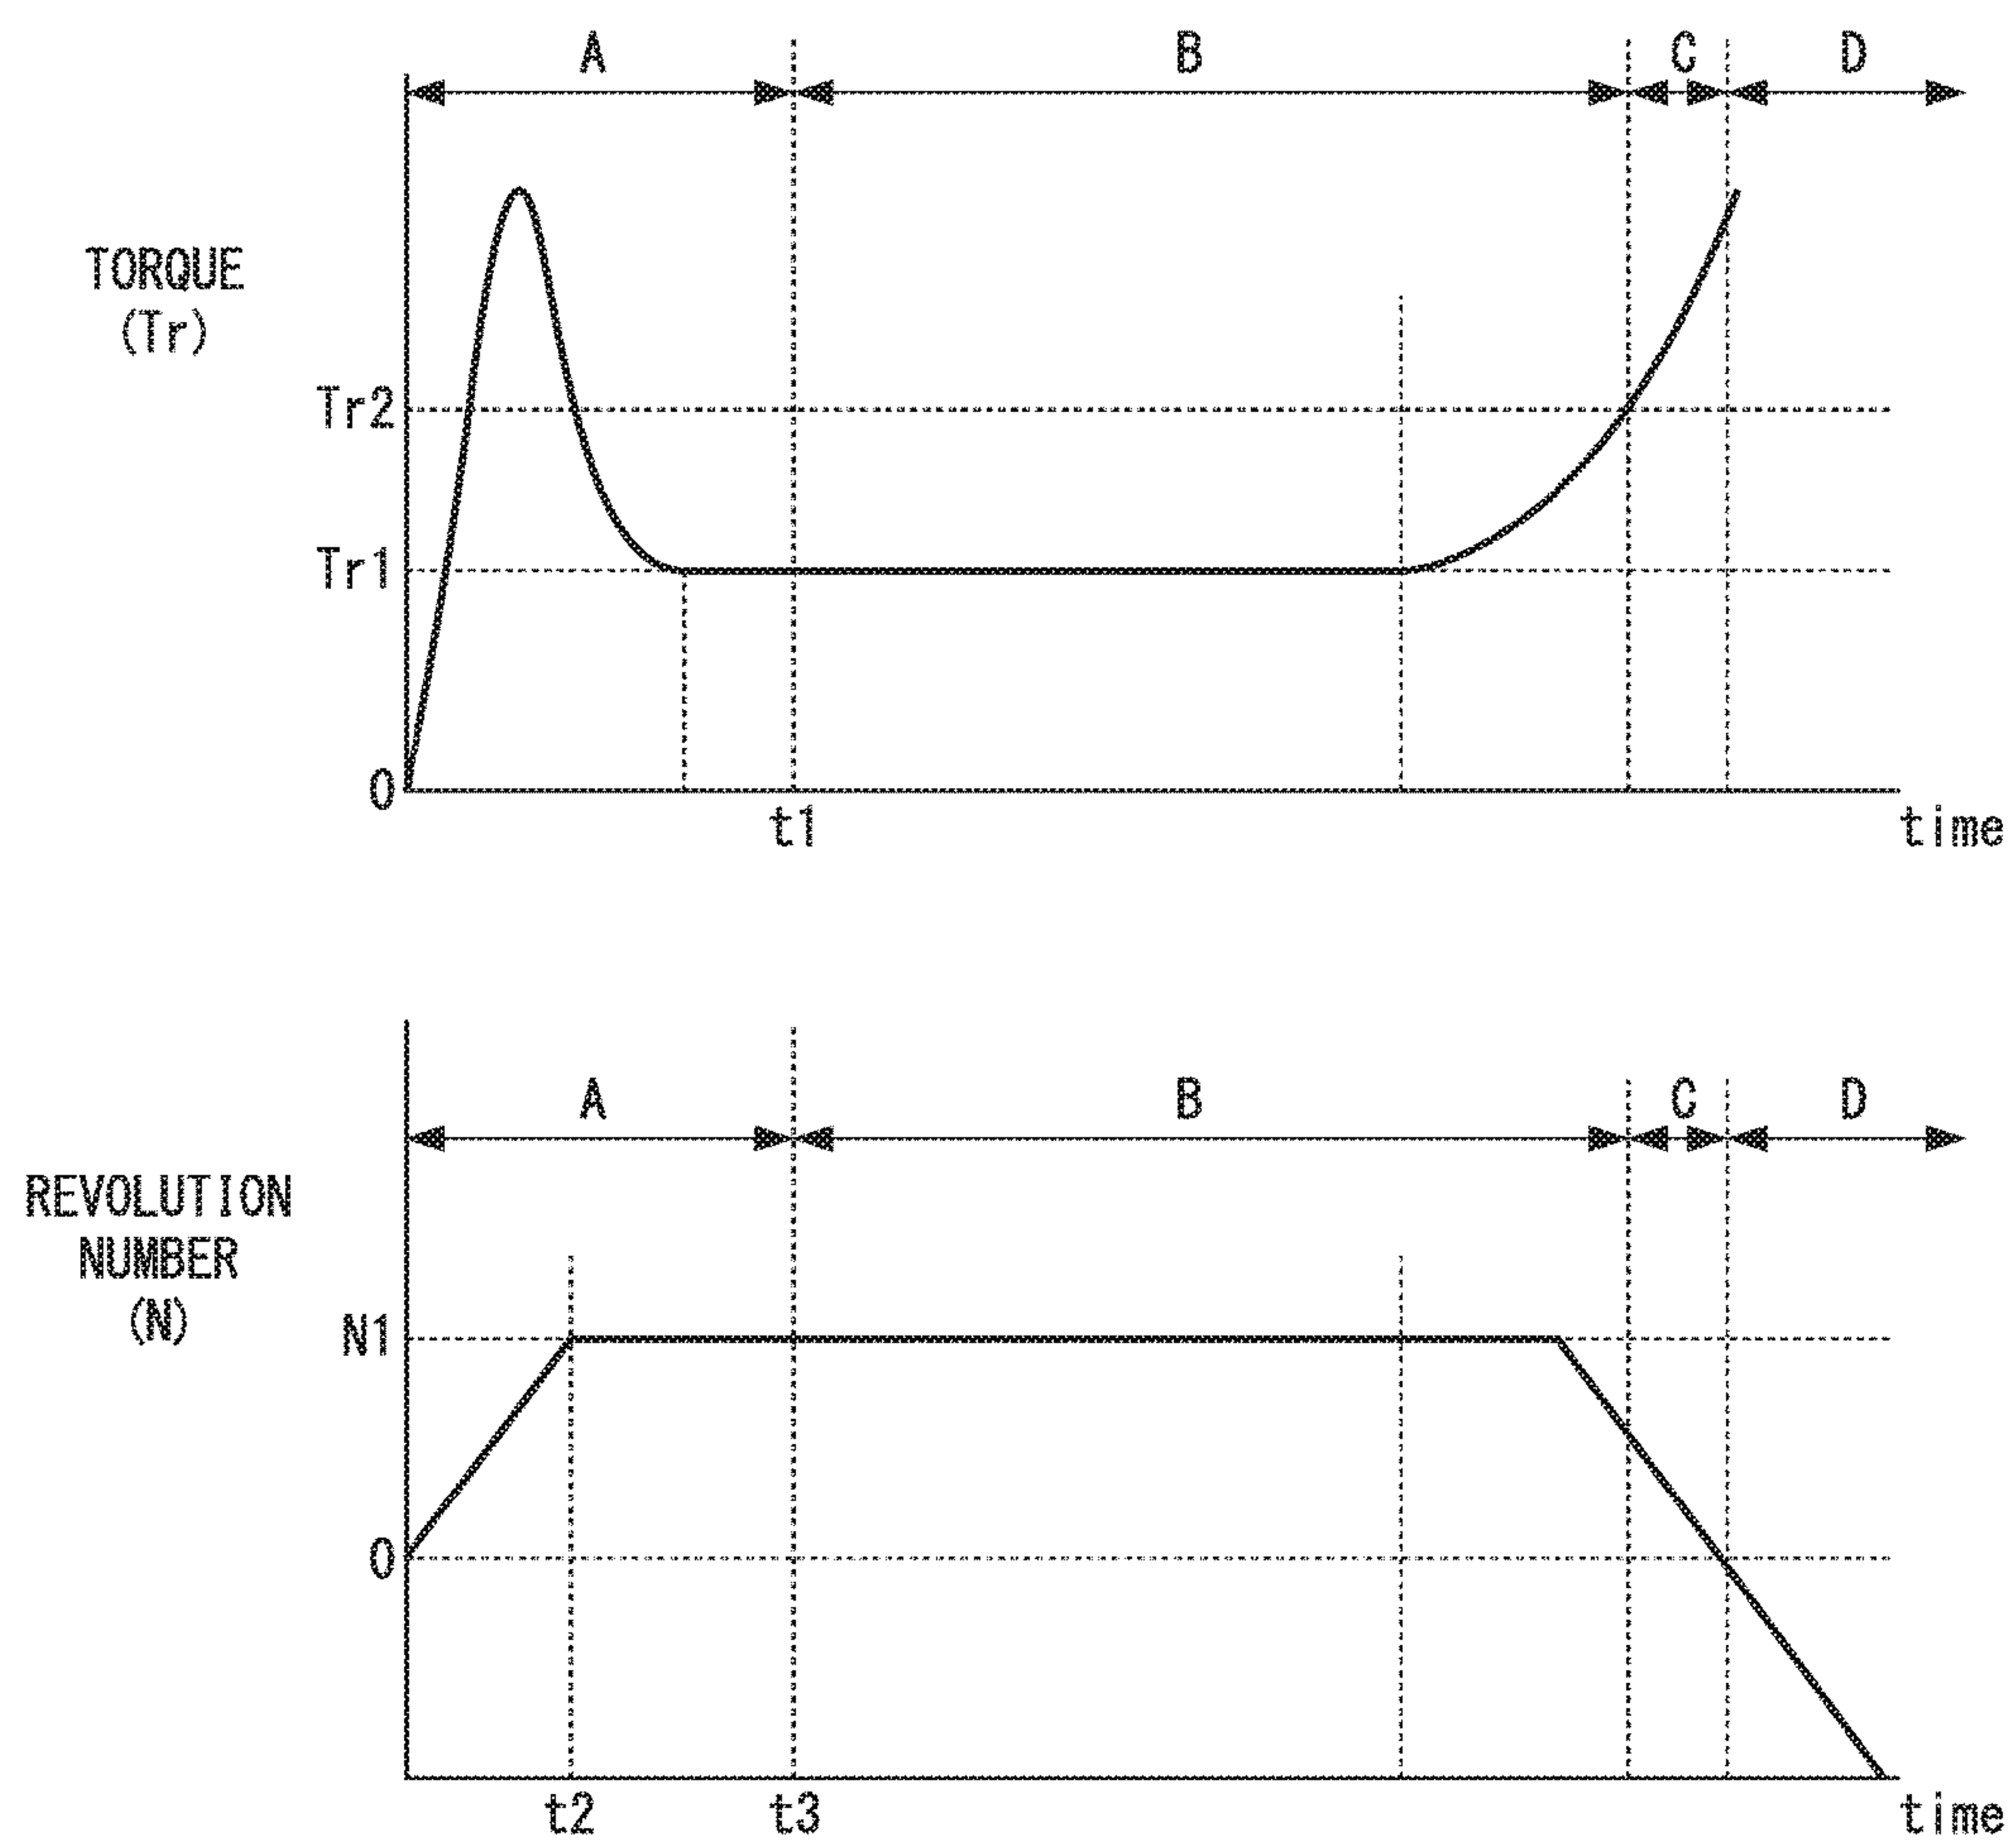 A B C D
TORQUE
(Tr)
Tr2
Tr1
0
t1 time
A B C D
REVOLUTION
NUMBER
(N)
N1
0
t2 t3 time